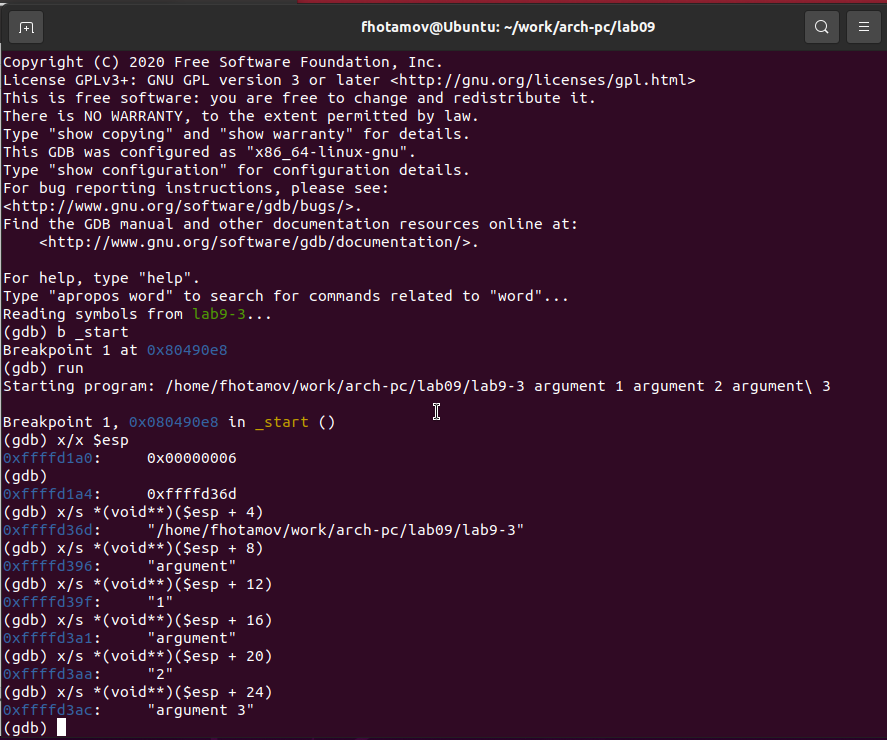 fhotamov@Ubuntu: ~/work/arch-pc/lab09
Copyright (C) 2020 Free Software Foundation, Inc.
License GPLv3+: GNU GPL version 3 or later <http://gnu.org/licenses/gpl.html>
This is free software: you are free to change and redistribute it.
There is NO WARRANTY, to the extent permitted by law.
Type "show copying" and "show warranty" for details.
This GDB was configured as "x86_64-linux-gnu".
Type "show configuration" for configuration details.
For bug reporting instructions, please see:
<http://www.gnu.org/software/gdb/bugs/>.
Find the GDB manual and other documentation resources online at:
    <http://www.gnu.org/software/gdb/documentation/>.

For help, type "help".
Type "apropos word" to search for commands related to "word"...
Reading symbols from lab9-3...
(gdb) b _start
Breakpoint 1 at 0x80490e8
(gdb) run
Starting program: /home/fhotamov/work/arch-pc/lab09/lab9-3 argument 1 argument 2 argument\ 3

Breakpoint 1, 0x080490e8 in _start ()
(gdb) x/x $esp
0xffffd1a0:     0x00000006
(gdb)
0xffffd1a4:     0xffffd36d
(gdb) x/s *(void**)($esp + 4)
0xffffd36d:     "/home/fhotamov/work/arch-pc/lab09/lab9-3"
(gdb) x/s *(void**)($esp + 8)
0xffffd396:     "argument"
(gdb) x/s *(void**)($esp + 12)
0xffffd39f:     "1"
(gdb) x/s *(void**)($esp + 16)
0xffffd3a1:     "argument"
(gdb) x/s *(void**)($esp + 20)
0xffffd3aa:     "2"
(gdb) x/s *(void**)($esp + 24)
0xffffd3ac:     "argument 3"
(gdb)